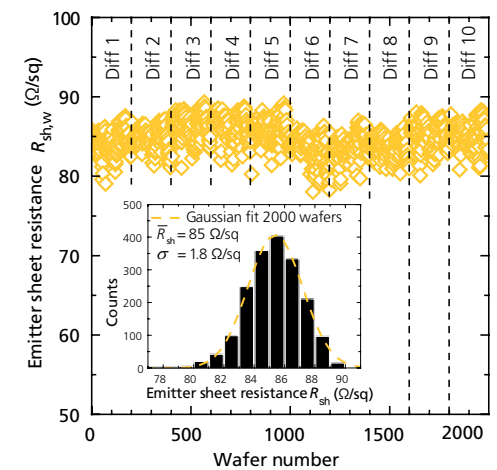 Emitter sheet resistance R_sh,w (Ω/sq)
100
90
80
70
60
50
Diff 1
Diff 2
Diff 3
Diff 4
Diff 5
Diff 6
Diff 7
Diff 8
Diff 9
Diff 10
500
400
300
200
100
0
Counts
Gaussian fit 2000 wafers
R̅_sh = 85 Ω/sq
σ = 1.8 Ω/sq
78 80 82 84 86 88 90
Emitter sheet resistance R_sh (Ω/sq)
0 500 1000 1500 2000
Wafer number